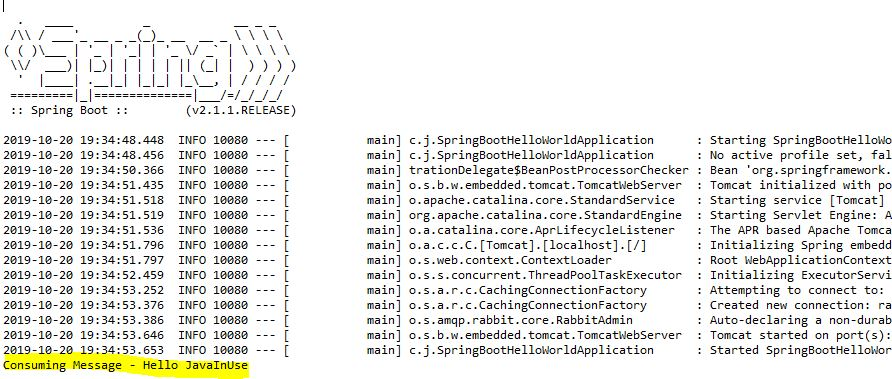 :: Spring Boot ::        (v2.1.1.RELEASE)
2019-10-20 19:34:48.448  INFO 10080 --- [           main] c.j.SpringBootHelloWorldApplication      : Starting SpringBootHelloWo
2019-10-20 19:34:48.456  INFO 10080 --- [           main] c.j.SpringBootHelloWorldApplication      : No active profile set, fal
2019-10-20 19:34:50.366  INFO 10080 --- [           main] trationDelegate$BeanPostProcessorChecker : Bean 'org.springframework.
2019-10-20 19:34:51.435  INFO 10080 --- [           main] o.s.b.w.embedded.tomcat.TomcatWebServer  : Tomcat initialized with po
2019-10-20 19:34:51.518  INFO 10080 --- [           main] o.apache.catalina.core.StandardService   : Starting service [Tomcat]
2019-10-20 19:34:51.519  INFO 10080 --- [           main] org.apache.catalina.core.StandardEngine  : Starting Servlet Engine: A
2019-10-20 19:34:51.536  INFO 10080 --- [           main] o.a.catalina.core.AprLifecycleListener   : The APR based Apache Tomca
2019-10-20 19:34:51.796  INFO 10080 --- [           main] o.a.c.c.C.[Tomcat].[localhost].[/]       : Initializing Spring embedd
2019-10-20 19:34:51.797  INFO 10080 --- [           main] o.s.web.context.ContextLoader            : Root WebApplicationContext
2019-10-20 19:34:52.459  INFO 10080 --- [           main] o.s.s.concurrent.ThreadPoolTaskExecutor  : Initializing ExecutorServi
2019-10-20 19:34:53.252  INFO 10080 --- [           main] o.s.a.r.c.CachingConnectionFactory       : Attempting to connect to:
2019-10-20 19:34:53.376  INFO 10080 --- [           main] o.s.a.r.c.CachingConnectionFactory       : Created new connection: ra
2019-10-20 19:34:53.386  INFO 10080 --- [           main] o.s.amqp.rabbit.core.RabbitAdmin         : Auto-declaring a non-durab
2019-10-20 19:34:53.646  INFO 10080 --- [           main] o.s.b.w.embedded.tomcat.TomcatWebServer  : Tomcat started on port(s):
2019-10-20 19:34:53.653  INFO 10080 --- [           main] c.j.SpringBootHelloWorldApplication      : Started SpringBootHelloWor
Consuming Message - Hello JavaInUse